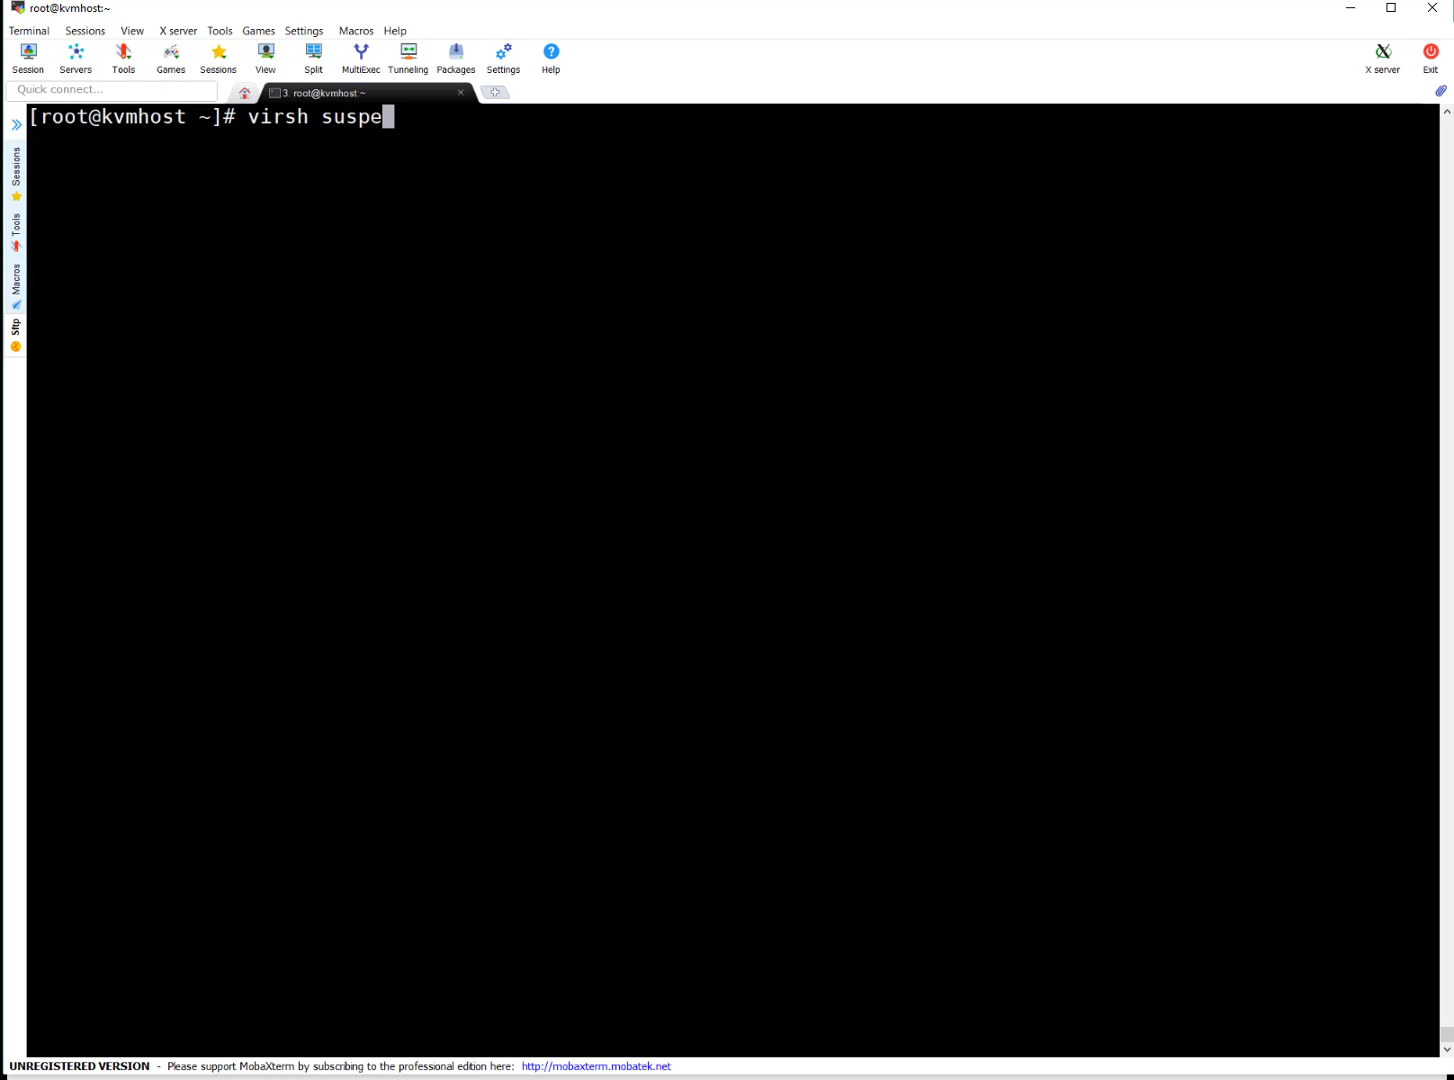 root@kvmhost:~
Terminal Sessions View X server Tools Games Settings Macros Help
Session Servers Tools Games Sessions View Split MultiExec Tunneling Packages Settings Help X server Exit
Quick connect...
3. root@kvmhost:~
[root@kvmhost ~]# virsh suspe
Sessions
Tools
Macros
Sftp
UNREGISTERED VERSION - Please support MobaXterm by subscribing to the professional edition here: http://mobaxterm.mobatek.net